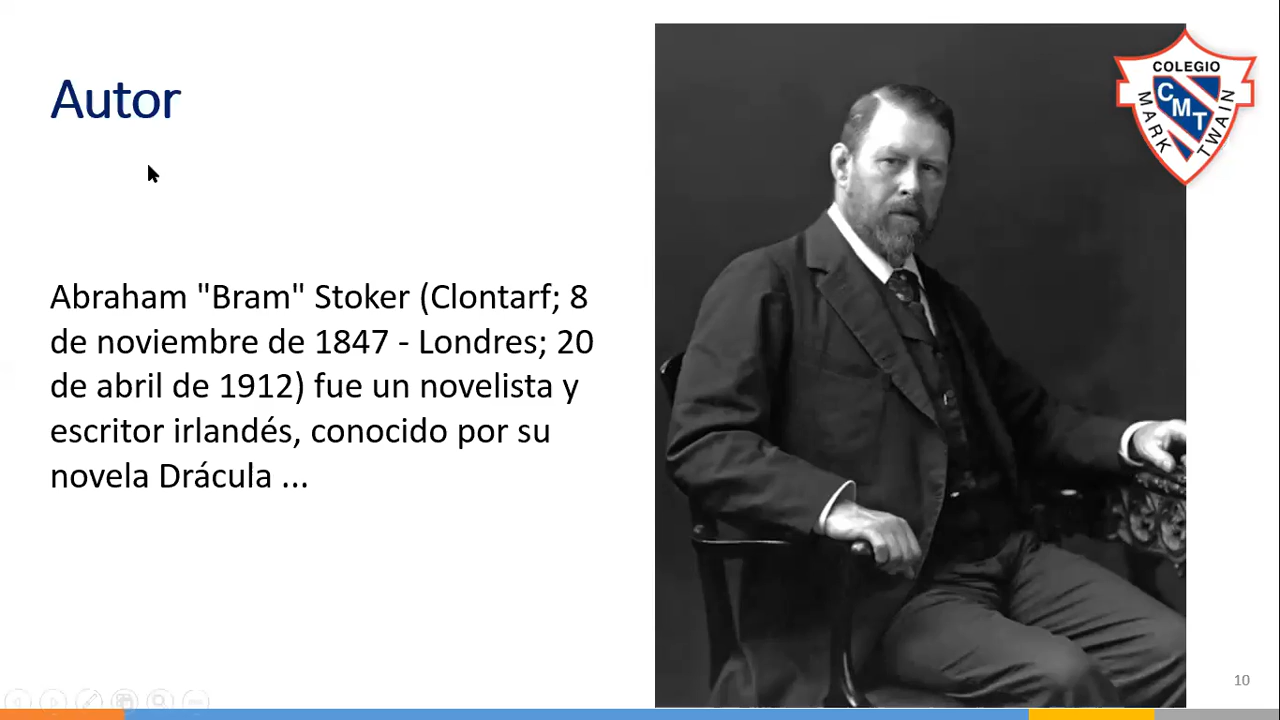 Autor
Abraham "Bram" Stoker (Clontarf; 8
de noviembre de 1847 - Londres; 20
de abril de 1912) fue un novelista y
escritor irlandés, conocido por su
novela Drácula ...
COLEGIO
CMT
MARK TWAIN
10